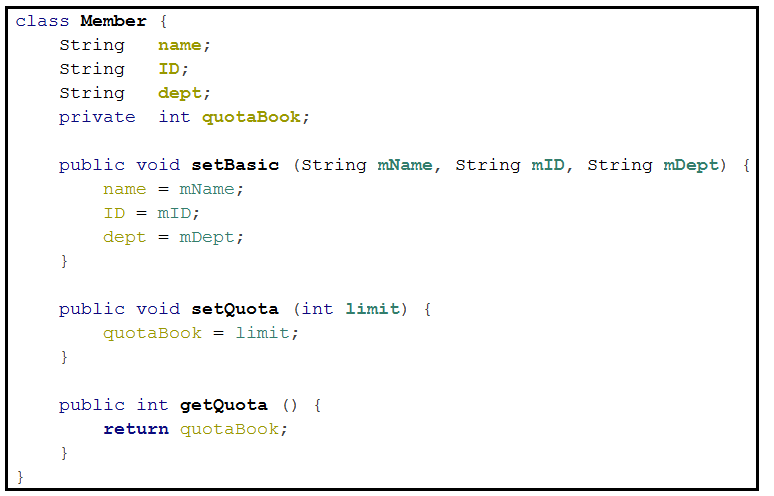 class Member {
    String   name;
    String   ID;
    String   dept;
    private  int quotaBook;

    public void setBasic (String mName, String mID, String mDept) {
        name = mName;
        ID = mID;
        dept = mDept;
    }

    public void setQuota (int limit) {
        quotaBook = limit;
    }

    public int getQuota () {
        return quotaBook;
    }
}